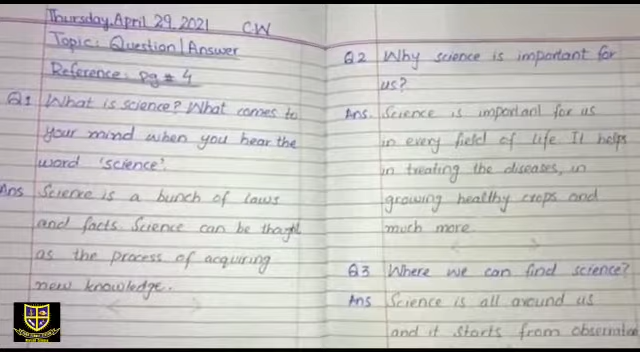 Thursday, April 29, 2021 CW
Topic: Question/Answer
Reference: pg # 4
Q1 What is science? What comes to
your mind when you hear the
word 'science'.
Ans Science is a bunch of laws
and facts. Science can be thought
as the process of acquiring
new knowledge.
Q2 Why science is important for
us?
Ans. Science is important for us
in every field of life. It helps
in treating the diseases, in
growing healthy crops and
much more.
Q3 Where we can find science?
Ans Science is all around us
and it starts from